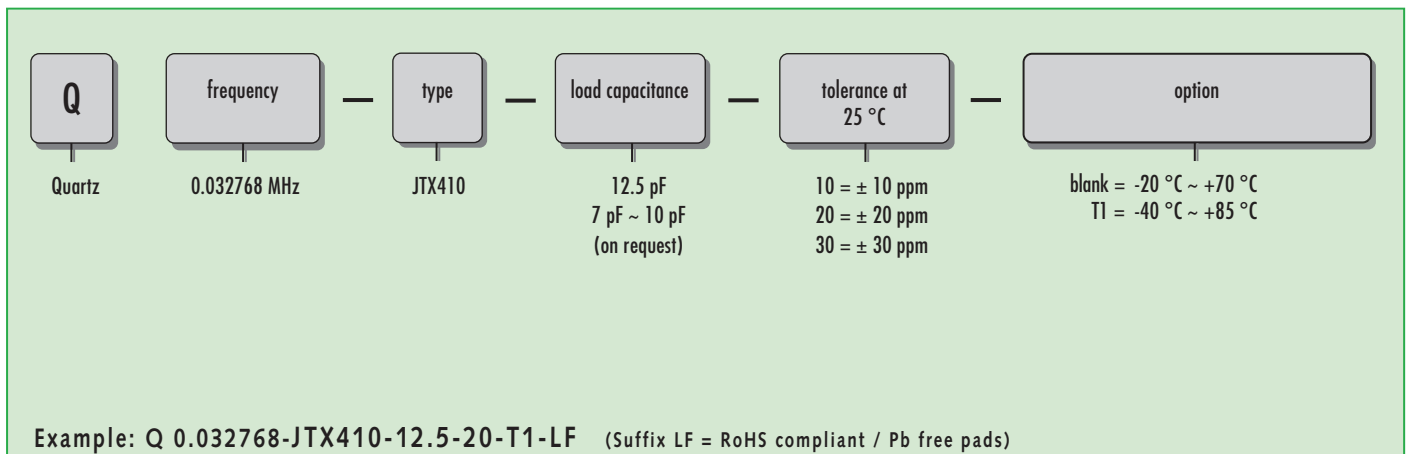 Q
frequency
—
type
—
load capacitance
—
tolerance at
25 °C
—
option
Quartz
0.032768 MHz
JTX410
12.5 pF
7 pF ~ 10 pF
(on request)
10 = ± 10 ppm
20 = ± 20 ppm
30 = ± 30 ppm
blank = -20 °C ~ +70 °C
T1 = -40 °C ~ +85 °C
Example: Q 0.032768-JTX410-12.5-20-T1-LF (Suffix LF = RoHS compliant / Pb free pads)